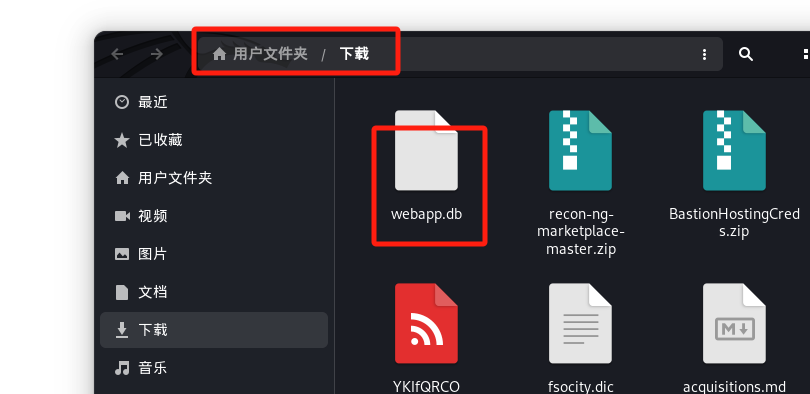 用户文件夹 / 下载
最近
已收藏
用户文件夹
视频
图片
文档
下载
音乐
webapp.db
recon-ng-
marketplace-
master.zip
BastionHostingCred
s.zip
YKIfQRCO
fsocity.dic
M
acquisitions.md